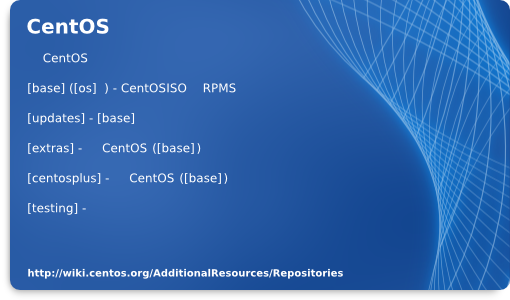 CentOS
CentOS
[base] ([os] ) - CentOSISO RPMS
[updates] - [base]
[extras] - CentOS ([base])
[centosplus] - CentOS ([base])
[testing] -
http://wiki.centos.org/AdditionalResources/Repositories